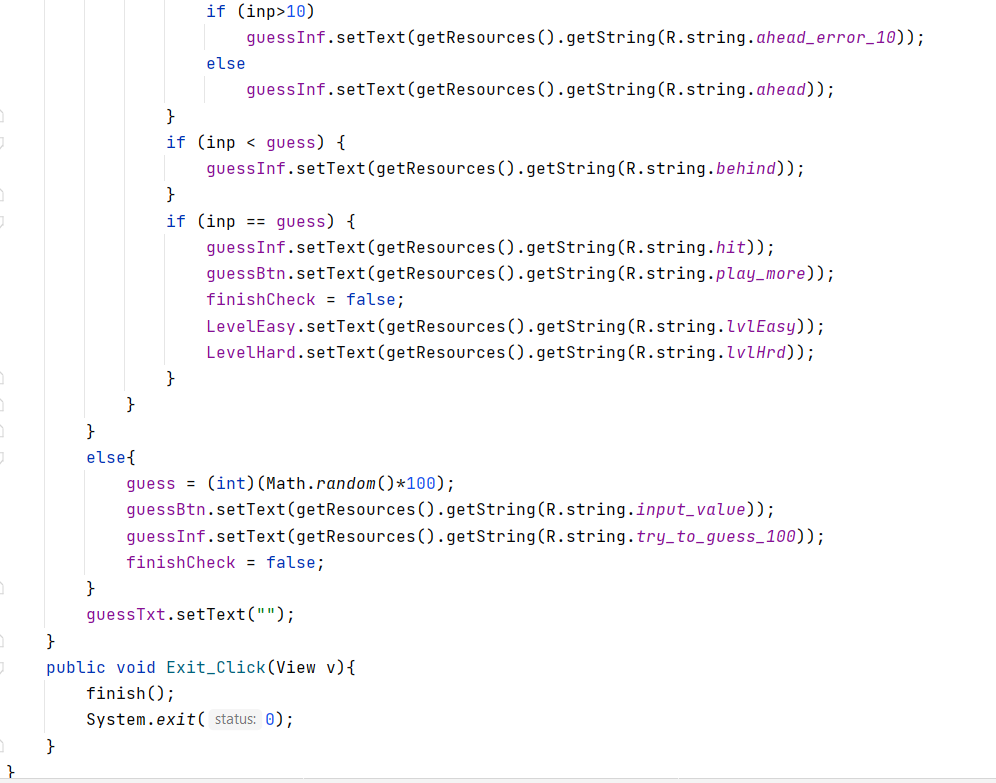 if (inp>10)
guessInf.setText(getResources().getString(R.string.ahead_error_10));
else
guessInf.setText(getResources().getString(R.string.ahead));
}
if (inp < guess) {
guessInf.setText(getResources().getString(R.string.behind));
}
if (inp == guess) {
guessInf.setText(getResources().getString(R.string.hit));
guessBtn.setText(getResources().getString(R.string.play_more));
finishCheck = false;
LevelEasy.setText(getResources().getString(R.string.lvlEasy));
LevelHard.setText(getResources().getString(R.string.lvlHrd));
}
}
}
else{
guess = (int)(Math.random()*100);
guessBtn.setText(getResources().getString(R.string.input_value));
guessInf.setText(getResources().getString(R.string.try_to_guess_100));
finishCheck = false;
}
guessTxt.setText("");
}
public void Exit_Click(View v){
finish();
System.exit( status: 0);
}
}